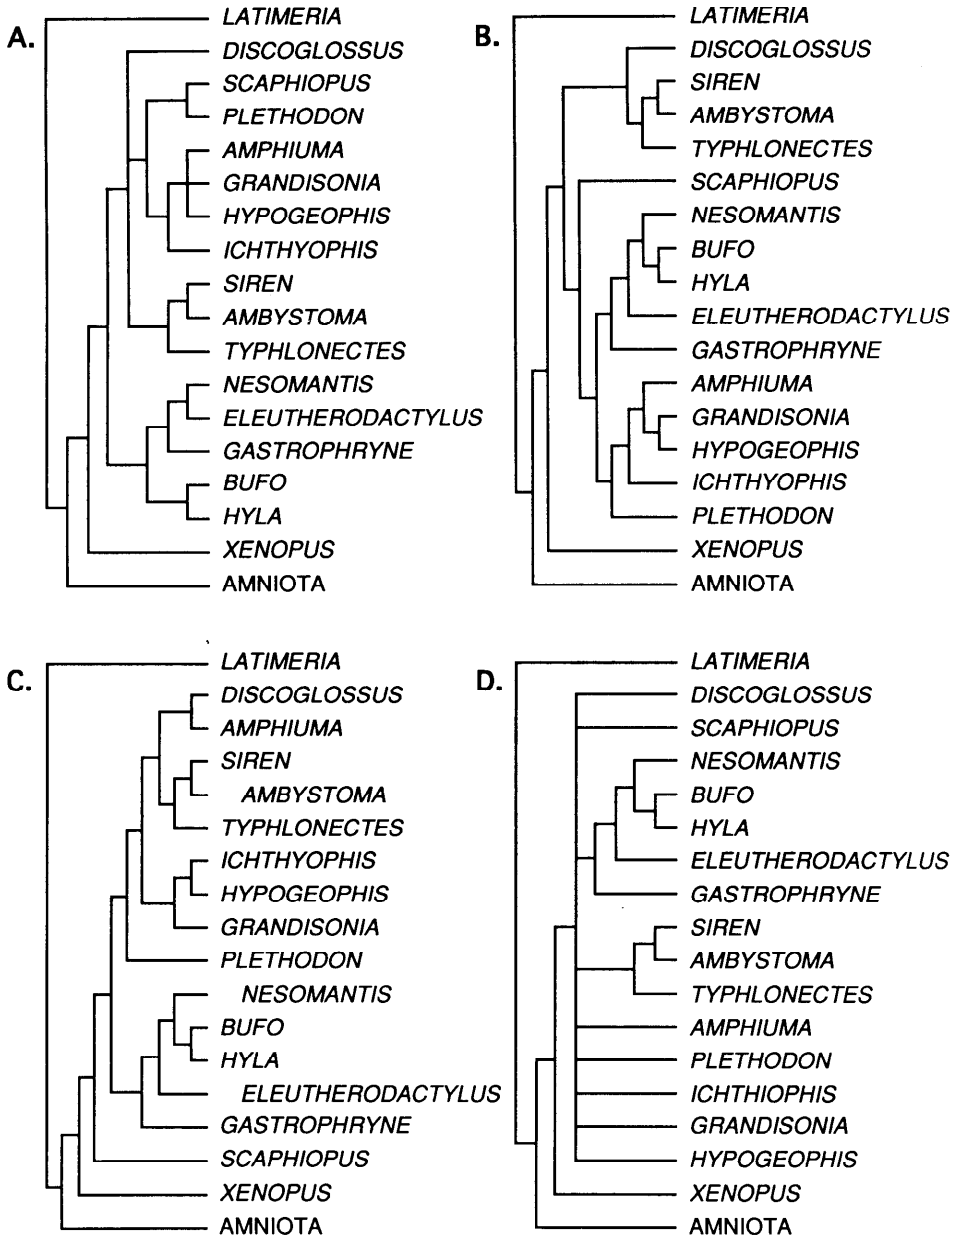 A.
LATIMERIA
DISCOGLOSSUS
SCAPHIOPUS
PLETHODON
AMPHIUMA
GRANDISONIA
HYPOGEOPHIS
ICHTHYOPHIS
SIREN
AMBYSTOMA
TYPHLONECTES
NESOMANTIS
ELEUTHERODACTYLUS
GASTROPHRYNE
BUFO
HYLA
XENOPUS
AMNIOTA
B.
LATIMERIA
DISCOGLOSSUS
SIREN
AMBYSTOMA
TYPHLONECTES
SCAPHIOPUS
NESOMANTIS
BUFO
HYLA
ELEUTHERODACTYLUS
GASTROPHRYNE
AMPHIUMA
GRANDISONIA
HYPOGEOPHIS
ICHTHYOPHIS
PLETHODON
XENOPUS
AMNIOTA
C.
LATIMERIA
DISCOGLOSSUS
AMPHIUMA
SIREN
AMBYSTOMA
TYPHLONECTES
ICHTHYOPHIS
HYPOGEOPHIS
GRANDISONIA
PLETHODON
NESOMANTIS
BUFO
HYLA
ELEUTHERODACTYLUS
GASTROPHRYNE
SCAPHIOPUS
XENOPUS
AMNIOTA
D.
LATIMERIA
DISCOGLOSSUS
SCAPHIOPUS
NESOMANTIS
BUFO
HYLA
ELEUTHERODACTYLUS
GASTROPHRYNE
SIREN
AMBYSTOMA
TYPHLONECTES
AMPHIUMA
PLETHODON
ICHTHIOPHIS
GRANDISONIA
HYPOGEOPHIS
XENOPUS
AMNIOTA